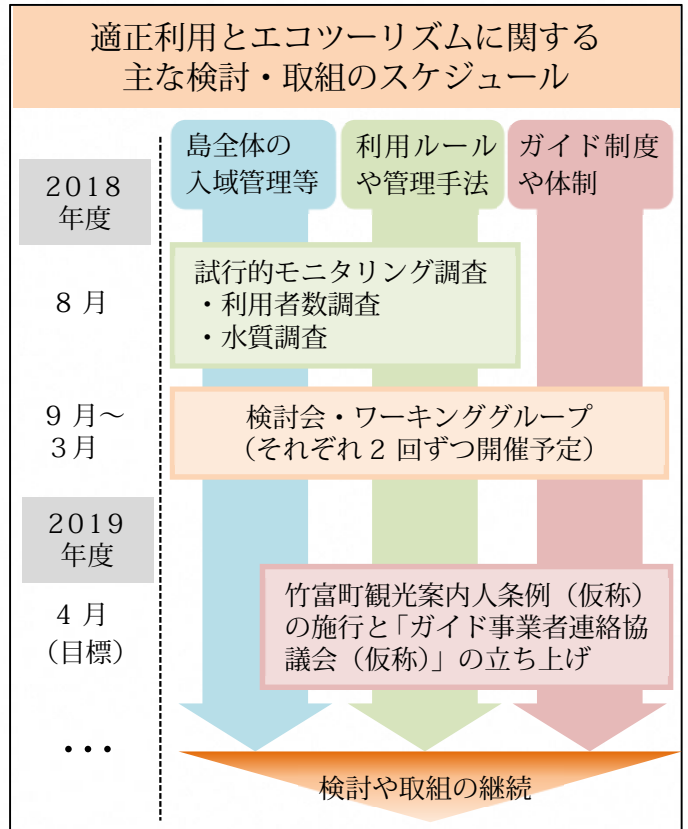 適正利用とエコツーリズムに関する
主な検討・取組のスケジュール
島全体の
入域管理等
利用ルール
や管理手法
ガイド制度
や体制
2018
年度
8 月
試行的モニタリング調査
・利用者数調査
・水質調査
9 月～
3 月
検討会・ワーキンググループ
（それぞれ 2 回ずつ開催予定）
2019
年度
4 月
（目標）
竹富町観光案内人条例（仮称）
の施行と「ガイド事業者連絡協
議会（仮称）」の立ち上げ
・・・
検討や取組の継続